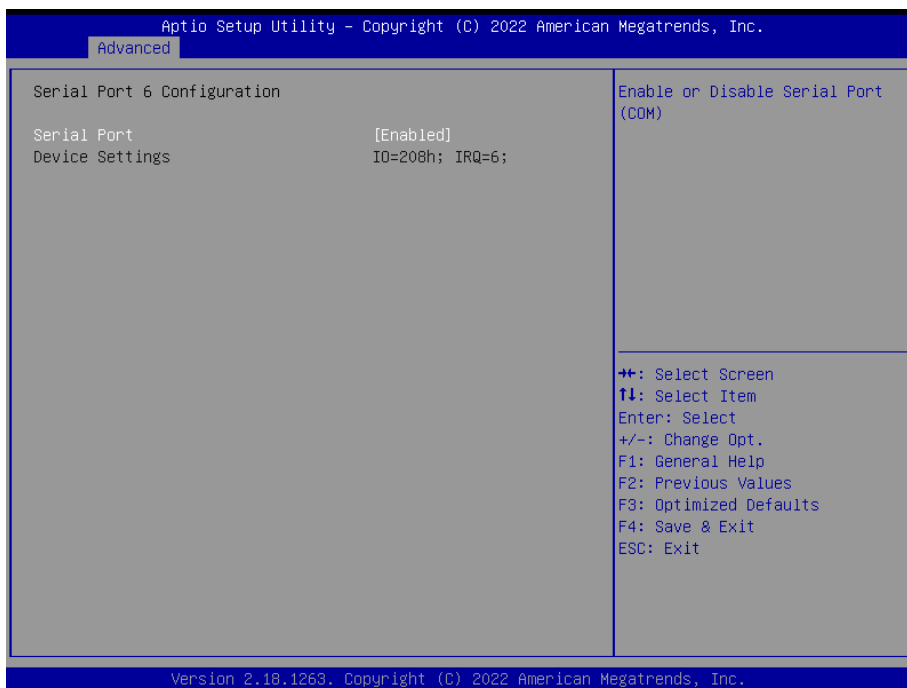 Aptio Setup Utility – Copyright (C) 2022 American Megatrends, Inc.
Advanced
Serial Port 6 Configuration
Serial Port [Enabled]
Device Settings IO=208h; IRQ=6;
Enable or Disable Serial Port
(COM)
→←: Select Screen
↑↓: Select Item
Enter: Select
+/-: Change Opt.
F1: General Help
F2: Previous Values
F3: Optimized Defaults
F4: Save & Exit
ESC: Exit
Version 2.18.1263. Copyright (C) 2022 American Megatrends, Inc.